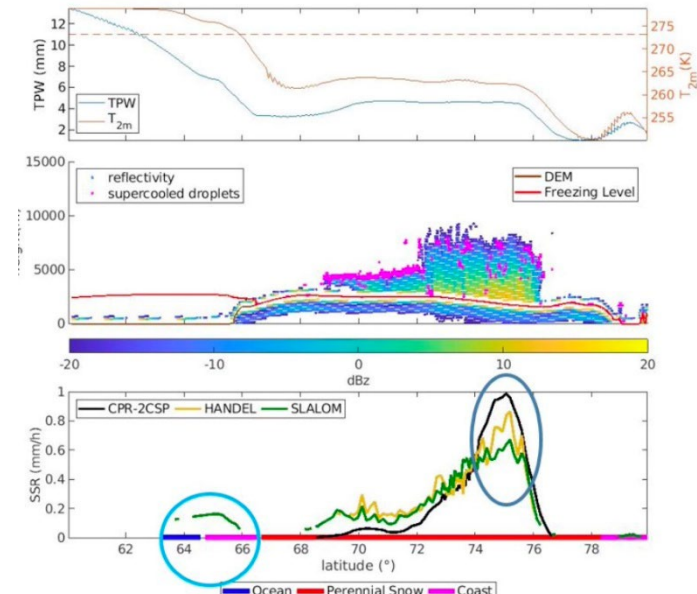 12
10
8
6
4
2
TPW (mm)
TPW
T2m
275
270
265
260
255
250
T2m(K)
15000
10000
5000
0
reflectivity
supercooled droplets
DEM
Freezing Level
-20 -10 0 10 20
dBz
1
0.8
0.6
0.4
0.2
0
SSR (mm/h)
CPR-2CSP HANDEL SLALOM
62 64 66 68 70 72 74 76 78
latitude (°)
Ocean Perennial Snow Coast